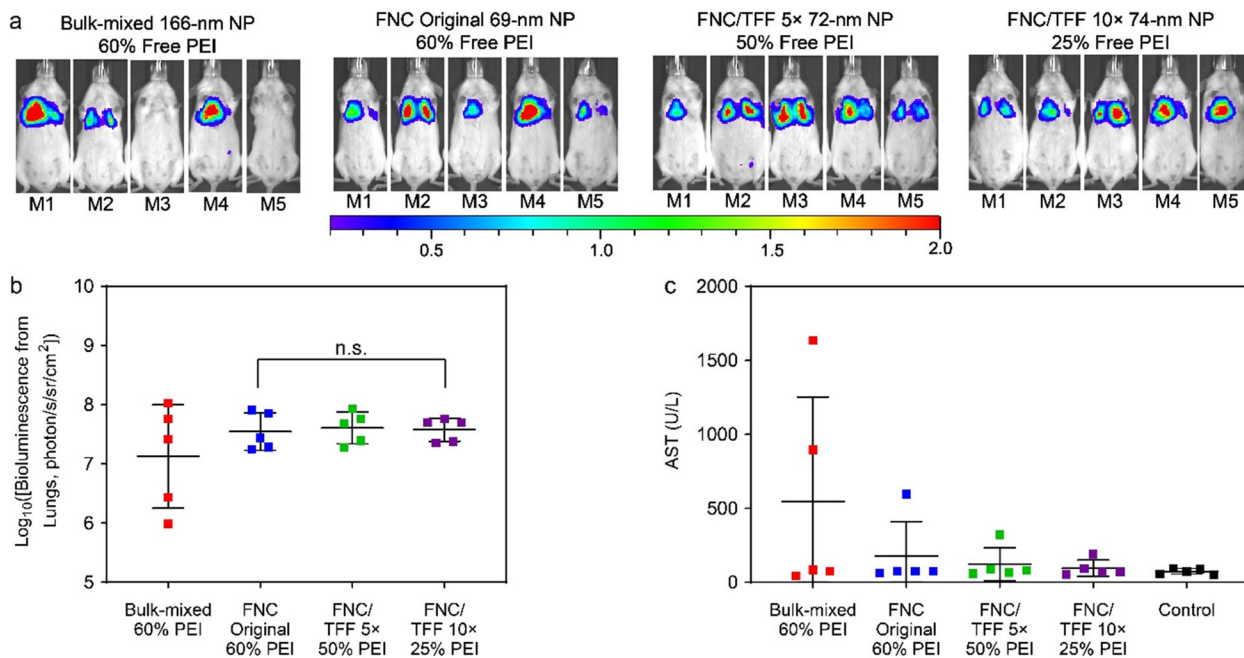 a
Bulk-mixed 166-nm NP
60% Free PEI
FNC Original 69-nm NP
60% Free PEI
FNC/TFF 5× 72-nm NP
50% Free PEI
FNC/TFF 10× 74-nm NP
25% Free PEI
M1 M2 M3 M4 M5
M1 M2 M3 M4 M5
M1 M2 M3 M4 M5
M1 M2 M3 M4 M5
0.5 1.0 1.5 2.0
b
Log₁₀([Bioluminescence from
Lungs, photon/s/sr/cm²])
10
9
8
7
6
5
n.s.
Bulk-mixed
60% PEI
FNC
Original
60% PEI
FNC/
TFF 5×
50% PEI
FNC/
TFF 10×
25% PEI
c
AST (U/L)
2000
1500
1000
500
0
Bulk-mixed
60% PEI
FNC
Original
60% PEI
FNC/
TFF 5×
50% PEI
FNC/
TFF 10×
25% PEI
Control